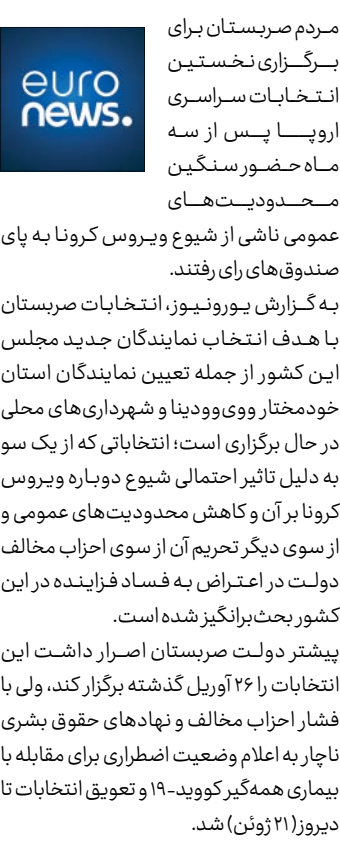 مردم صربستان برای
برگزاری نخستین
انتخابات سراسری
اروپا پس از سه
ماه حضور سنگین
محدودیت‌های
euro
news.
عمومی ناشی از شیوع ویروس کرونا به پای
صندوق‌های رای رفتند.
به گزارش یورونیوز، انتخابات صربستان
با هدف انتخاب نمایندگان جدید مجلس
این کشور از جمله تعیین نمایندگان استان
خودمختار ووی‌وودینا و شهرداری‌های محلی
در حال برگزاری است؛ انتخاباتی که از یک سو
به دلیل تاثیر احتمالی شیوع دوباره ویروس
کرونا بر آن و کاهش محدودیت‌های عمومی و
از سوی دیگر تحریم آن از سوی احزاب مخالف
دولت در اعتراض به فساد فزاینده در این
کشور بحث‌برانگیز شده است.
پیشتر دولت صربستان اصرار داشت این
انتخابات را ۲۶ آوریل گذشته برگزار کند، ولی با
فشار احزاب مخالف و نهادهای حقوق بشری
ناچار به اعلام وضعیت اضطراری برای مقابله با
بیماری همه‌گیر کووید-۱۹ و تعویق انتخابات تا
دیروز(۲۱ ژوئن) شد.